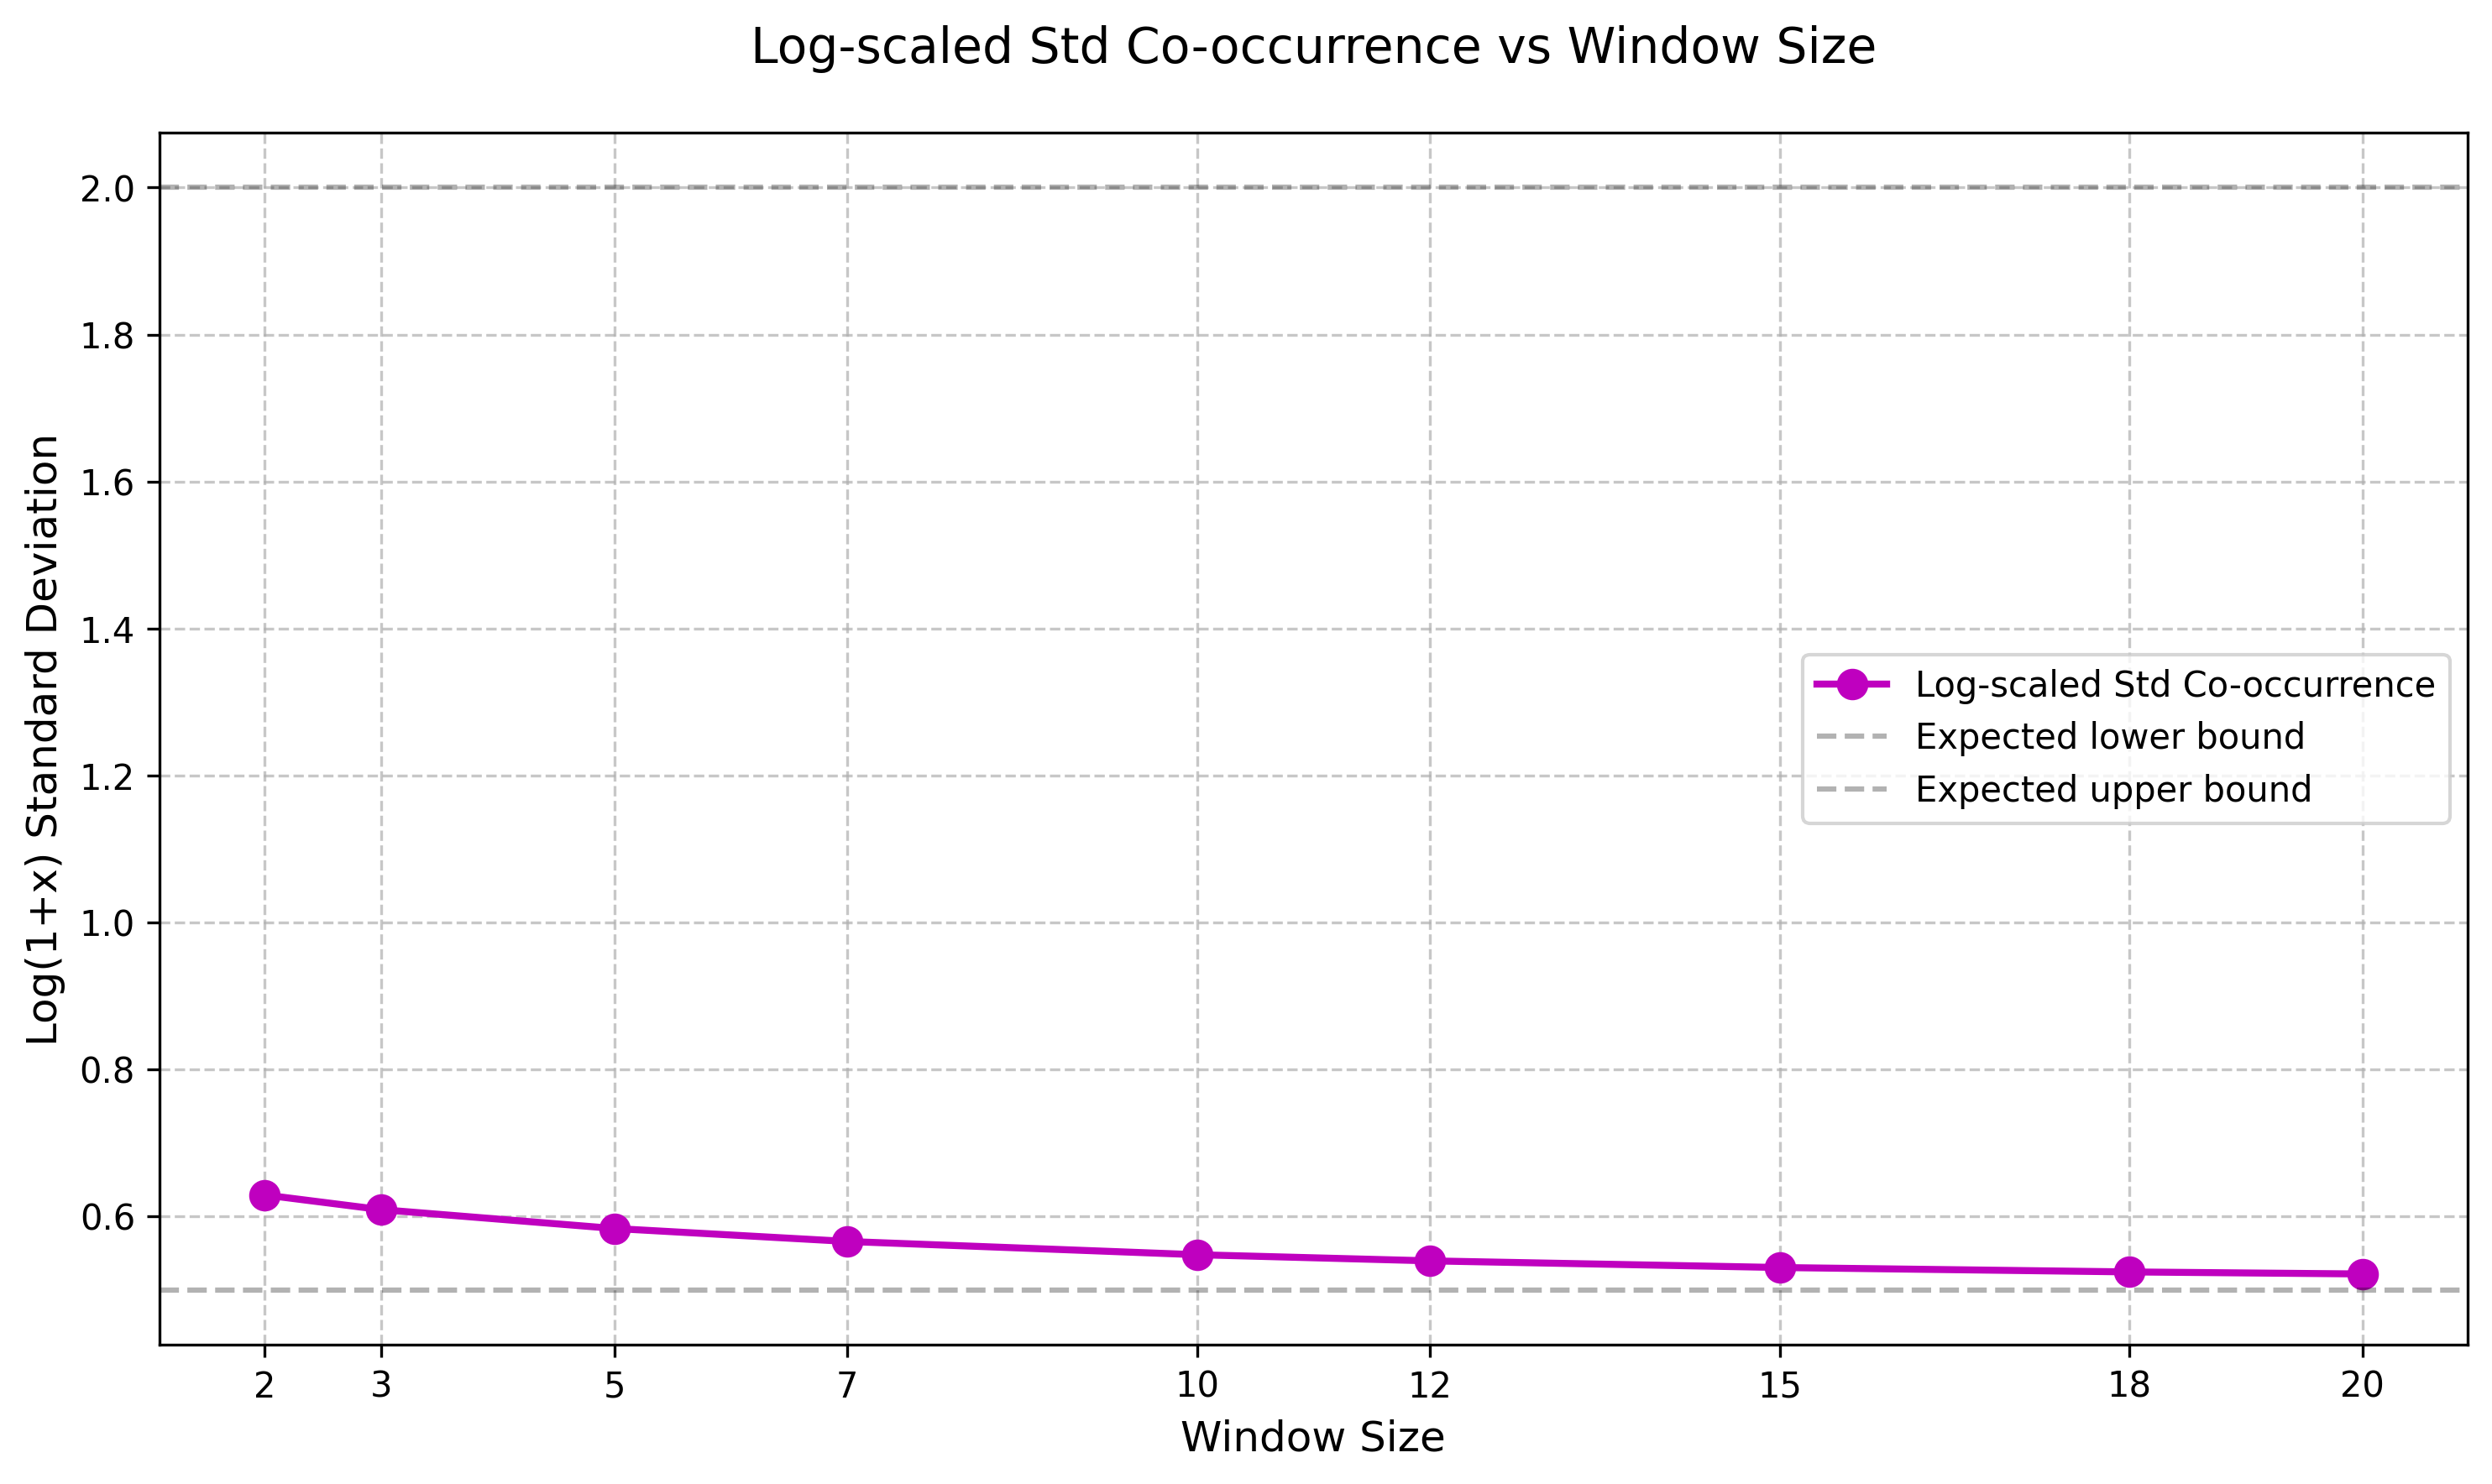 Log-scaled Std Co-occurrence vs Window Size
Log(1+x) Standard Deviation
2.0
1.8
1.6
1.4
1.2
1.0
0.8
0.6
Log-scaled Std Co-occurrence
Expected lower bound
Expected upper bound
2 3 5 7 10 12 15 18 20
Window Size